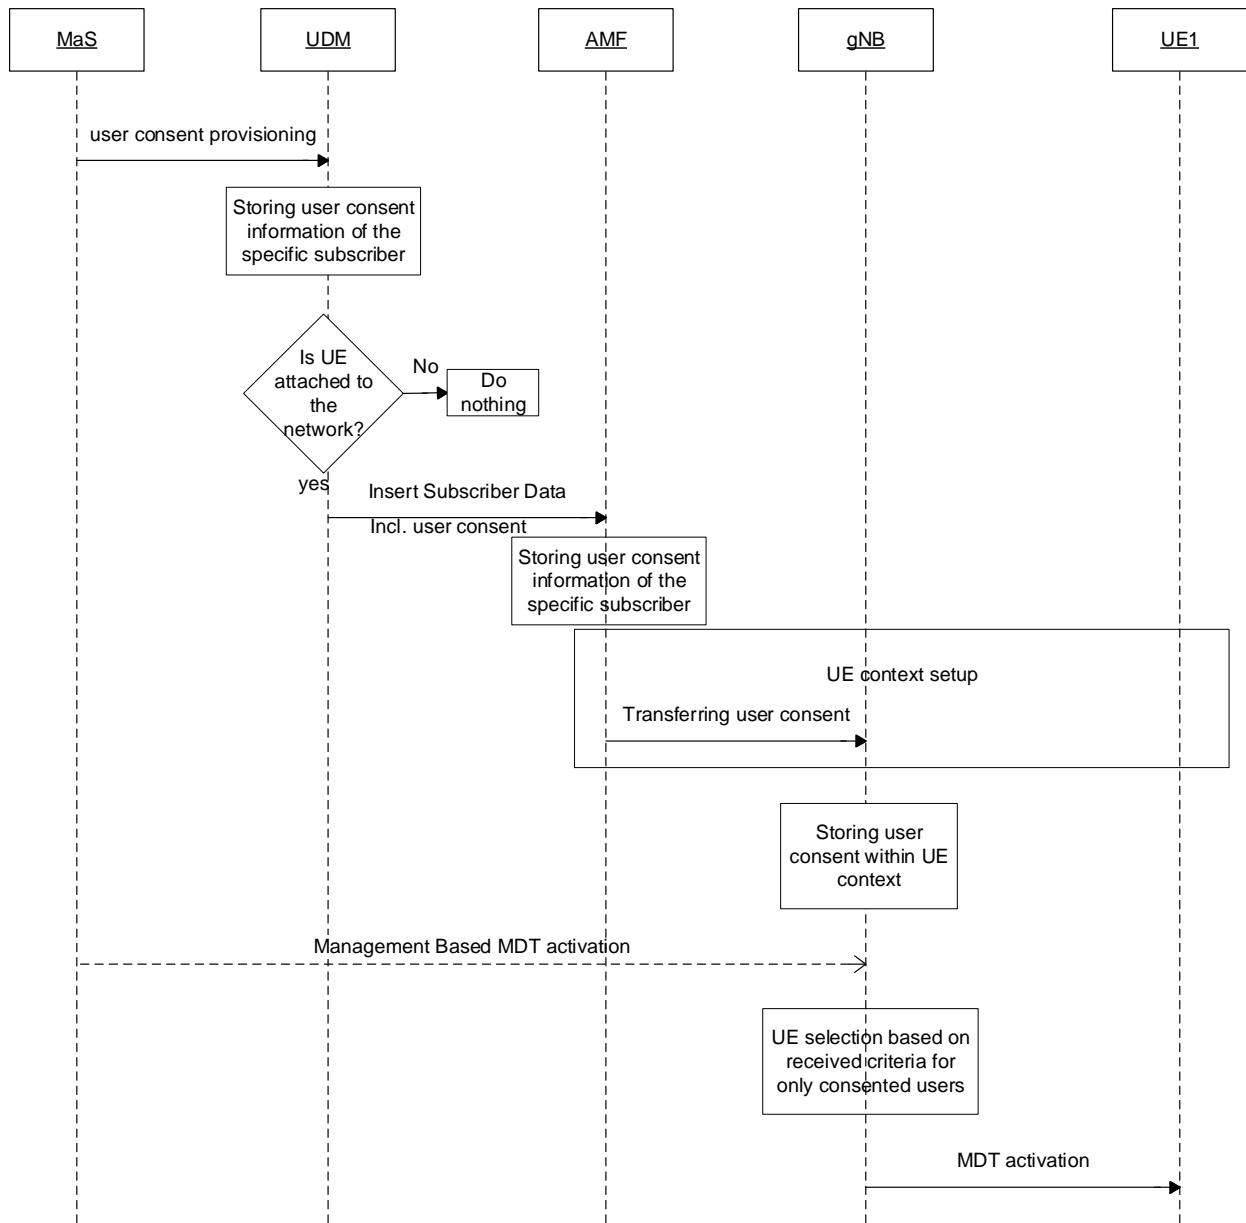 MaS
UDM
AMF
gNB
UE1
user consent provisioning
Storing user consent
information of the
specific subscriber
Is UE
attached to
the
network?
No
Do
nothing
yes
Insert Subscriber Data
Incl. user consent
Storing user consent
information of the
specific subscriber
UE context setup
Transferring user consent
Storing user
consent within UE
context
Management Based MDT activation
UE selection based on
received criteria for
only consented users
MDT activation